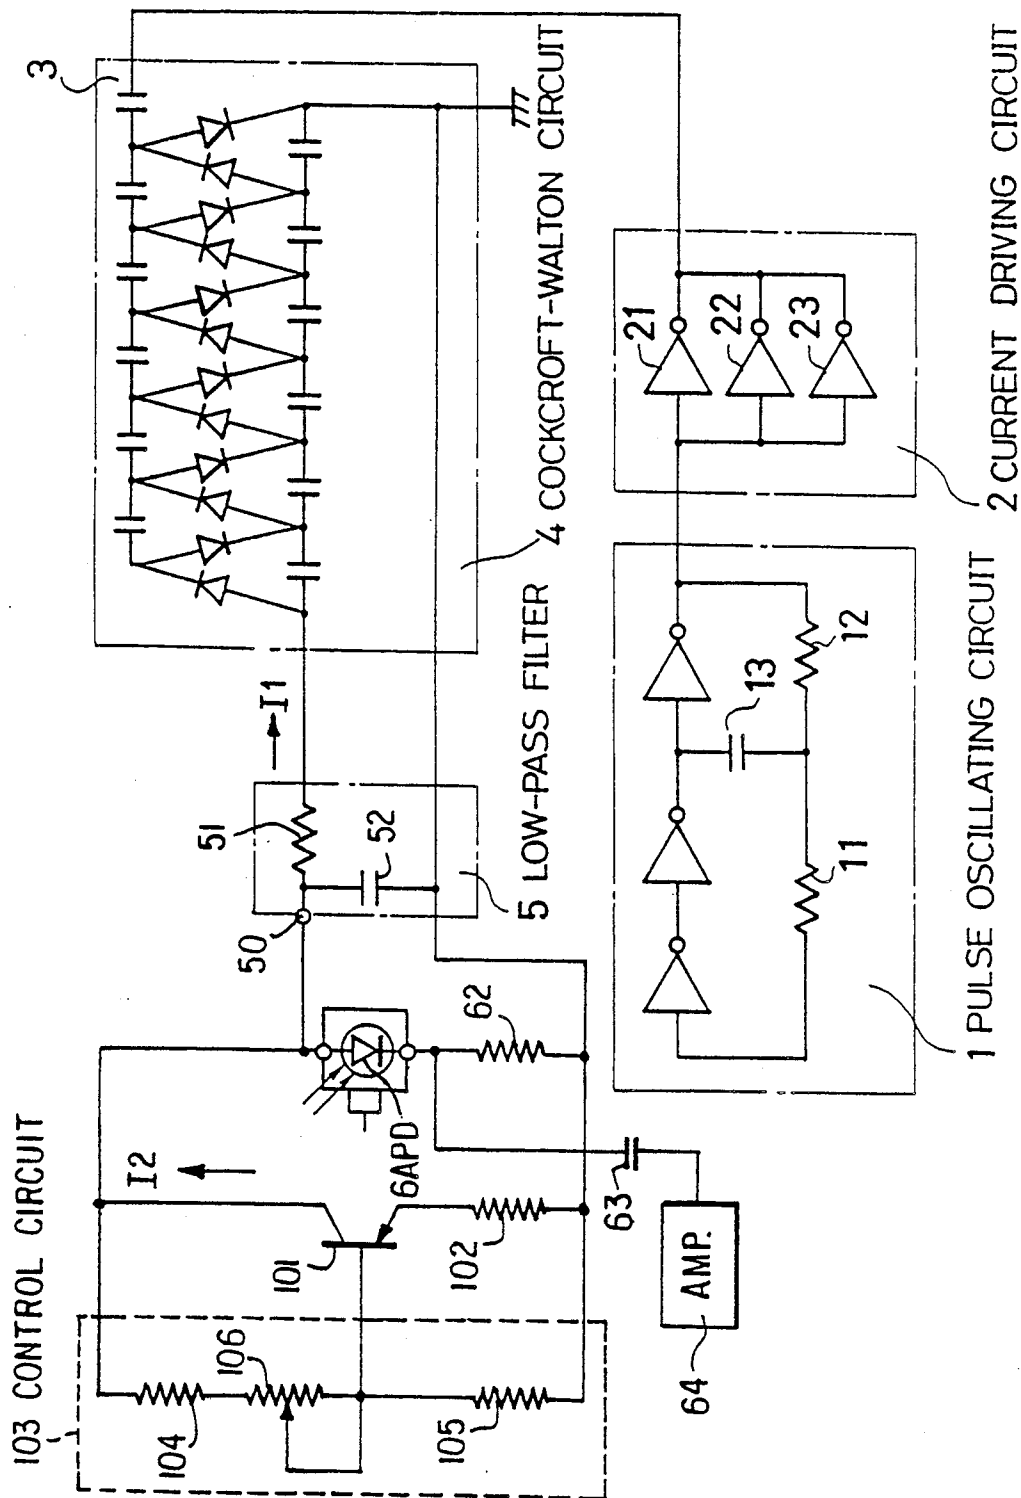 103 CONTROL CIRCUIT
104
106
105
101
I2
102
6APD
62
63
64
AMP.
50
51
52
I1
5 LOW-PASS FILTER
3
4 COCKCROFT-WALTON CIRCUIT
1 PULSE OSCILLATING CIRCUIT
11
12
13
2 CURRENT DRIVING CIRCUIT
21
22
23